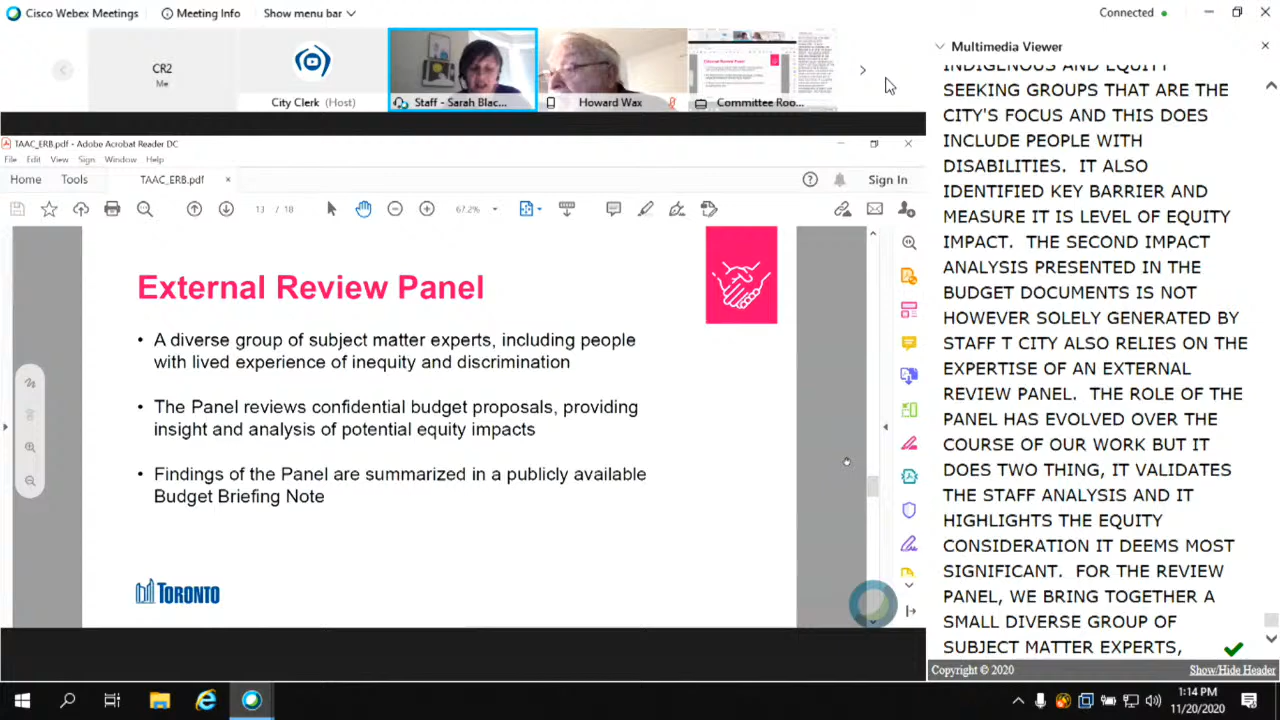 Cisco Webex Meetings
Meeting Info
Show menu bar
Connected
CR2
Me
City Clerk (Host)
Staff - Sarah Blac...
Howard Wax
Committee Roo...
TAAC_ERB.pdf - Adobe Acrobat Reader DC
File Edit View Sign Window Help
Home
Tools
TAAC_ERB.pdf
Sign In
13 / 18
67.2%
External Review Panel
• A diverse group of subject matter experts, including people
with lived experience of inequity and discrimination
• The Panel reviews confidential budget proposals, providing
insight and analysis of potential equity impacts
• Findings of the Panel are summarized in a publicly available
Budget Briefing Note
TORONTO
Multimedia Viewer
INDIGENOUS AND EQUITY
SEEKING GROUPS THAT ARE THE
CITY'S FOCUS AND THIS DOES
INCLUDE PEOPLE WITH
DISABILITIES. IT ALSO
IDENTIFIED KEY BARRIER AND
MEASURE IT IS LEVEL OF EQUITY
IMPACT. THE SECOND IMPACT
ANALYSIS PRESENTED IN THE
BUDGET DOCUMENTS IS NOT
HOWEVER SOLELY GENERATED BY
STAFF T CITY ALSO RELIES ON THE
EXPERTISE OF AN EXTERNAL
REVIEW PANEL. THE ROLE OF THE
PANEL HAS EVOLVED OVER THE
COURSE OF OUR WORK BUT IT
DOES TWO THING, IT VALIDATES
THE STAFF ANALYSIS AND IT
HIGHLIGHTS THE EQUITY
CONSIDERATION IT DEEMS MOST
SIGNIFICANT. FOR THE REVIEW
PANEL, WE BRING TOGETHER A
SMALL DIVERSE GROUP OF
SUBJECT MATTER EXPERTS,
Copyright © 2020
Show/Hide Header
1:14 PM
11/20/2020